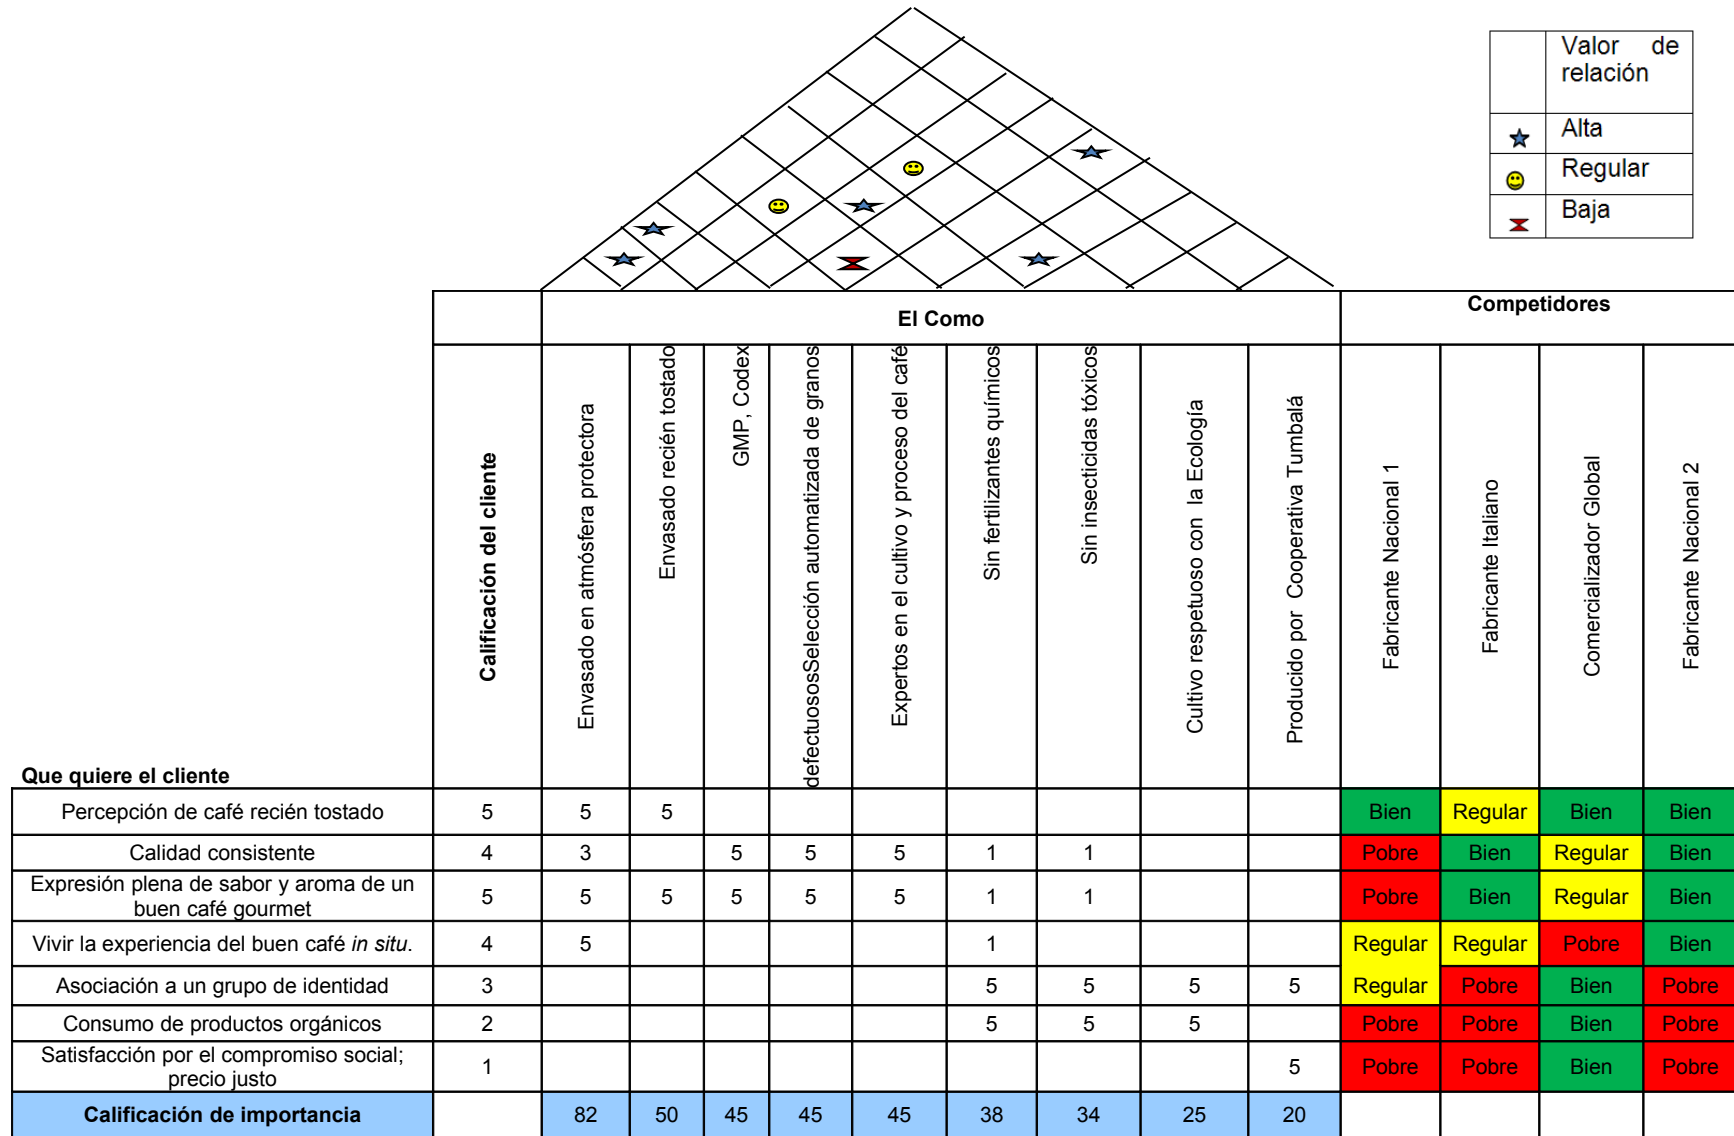 Valor de
relación
Alta
Regular
Baja
El Como
Competidores
Calificación del cliente
Envasado en atmósfera protectora
Envasado recién tostado
GMP, Codex
defectuososSelección automatizada de granos
Expertos en el cultivo y proceso del café
Sin fertilizantes químicos
Sin insecticidas tóxicos
Cultivo respetuoso con la Ecología
Producido por Cooperativa Tumbalá
Fabricante Nacional 1
Fabricante Italiano
Comercializador Global
Fabricante Nacional 2
Que quiere el cliente
Percepción de café recién tostado 5 5 5 Bien Regular Bien Bien
Calidad consistente 4 3 5 5 5 1 1 Pobre Bien Regular Bien
Expresión plena de sabor y aroma de un
buen café gourmet 5 5 5 5 5 5 1 1 Pobre Bien Regular Bien
Vivir la experiencia del buen café in situ. 4 5 1 Regular Regular Pobre Bien
Asociación a un grupo de identidad 3 5 5 5 5 Regular Pobre Bien Pobre
Consumo de productos orgánicos 2 5 5 5 Pobre Pobre Bien Pobre
Satisfacción por el compromiso social;
precio justo 1 5 Pobre Pobre Bien Pobre
Calificación de importancia 82 50 45 45 45 38 34 25 20